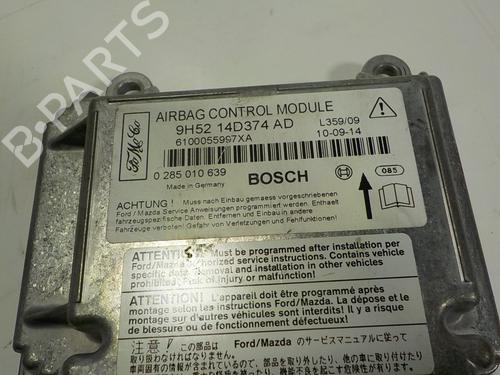 B-PARTS
AIRBAG CONTROL MODULE
FoMoCo
9H52 14D374 AD
L359/09
6100055997XA
10-09-14
0 285 010 639
Made in Germany
BOSCH
085
ACHTUNG ! Muss nach Einbau gemaess vorgeschriebenen
Ford / Mazda Service Anweisungen programmiert werden. Enthaelt
fahrzeugspezifische Daten. Entfernen und Einbau in andere
Fahrzeuge verboten! Gefahr von Verletzungen und Fehlfunktionen!
ATTENTION! Must be programmed after installation per
Ford/Mazda authorized service instructions. Contains vehicle
specific data. Removal and installation in other vehicles
prohibited! Risk of injury or malfunction!
ATTENTION! L'appareil doit être programmé après
montage selon les instructions Ford/Mazda. La dépose et le
montage sur d'autres véhicules sont interdits! Il y a risque
de blessure ou de fonctionnement défectueux!
注意! この部品は Ford/Mazda のサービスマニュアルに従って